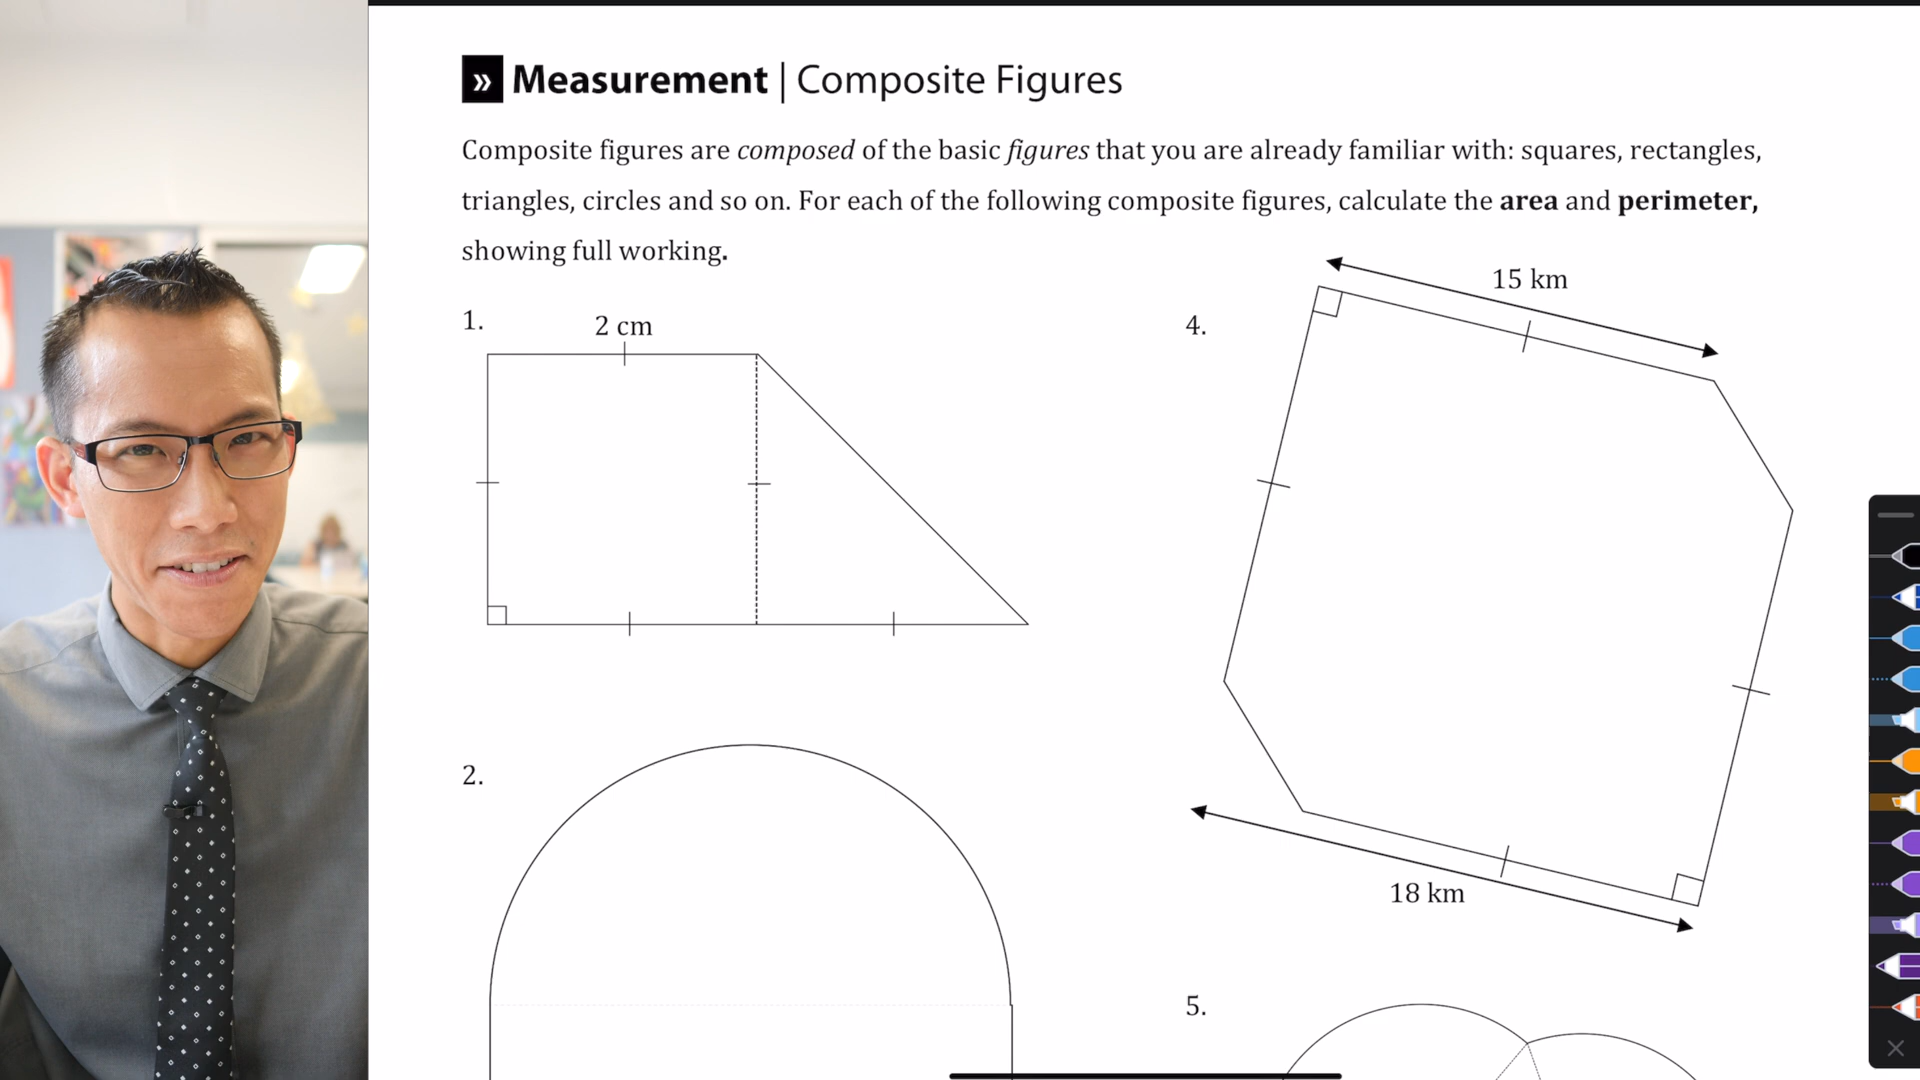 » Measurement | Composite Figures
Composite figures are composed of the basic figures that you are already familiar with: squares, rectangles,
triangles, circles and so on. For each of the following composite figures, calculate the area and perimeter,
showing full working.
1.
2 cm
2.
4.
15 km
18 km
5.